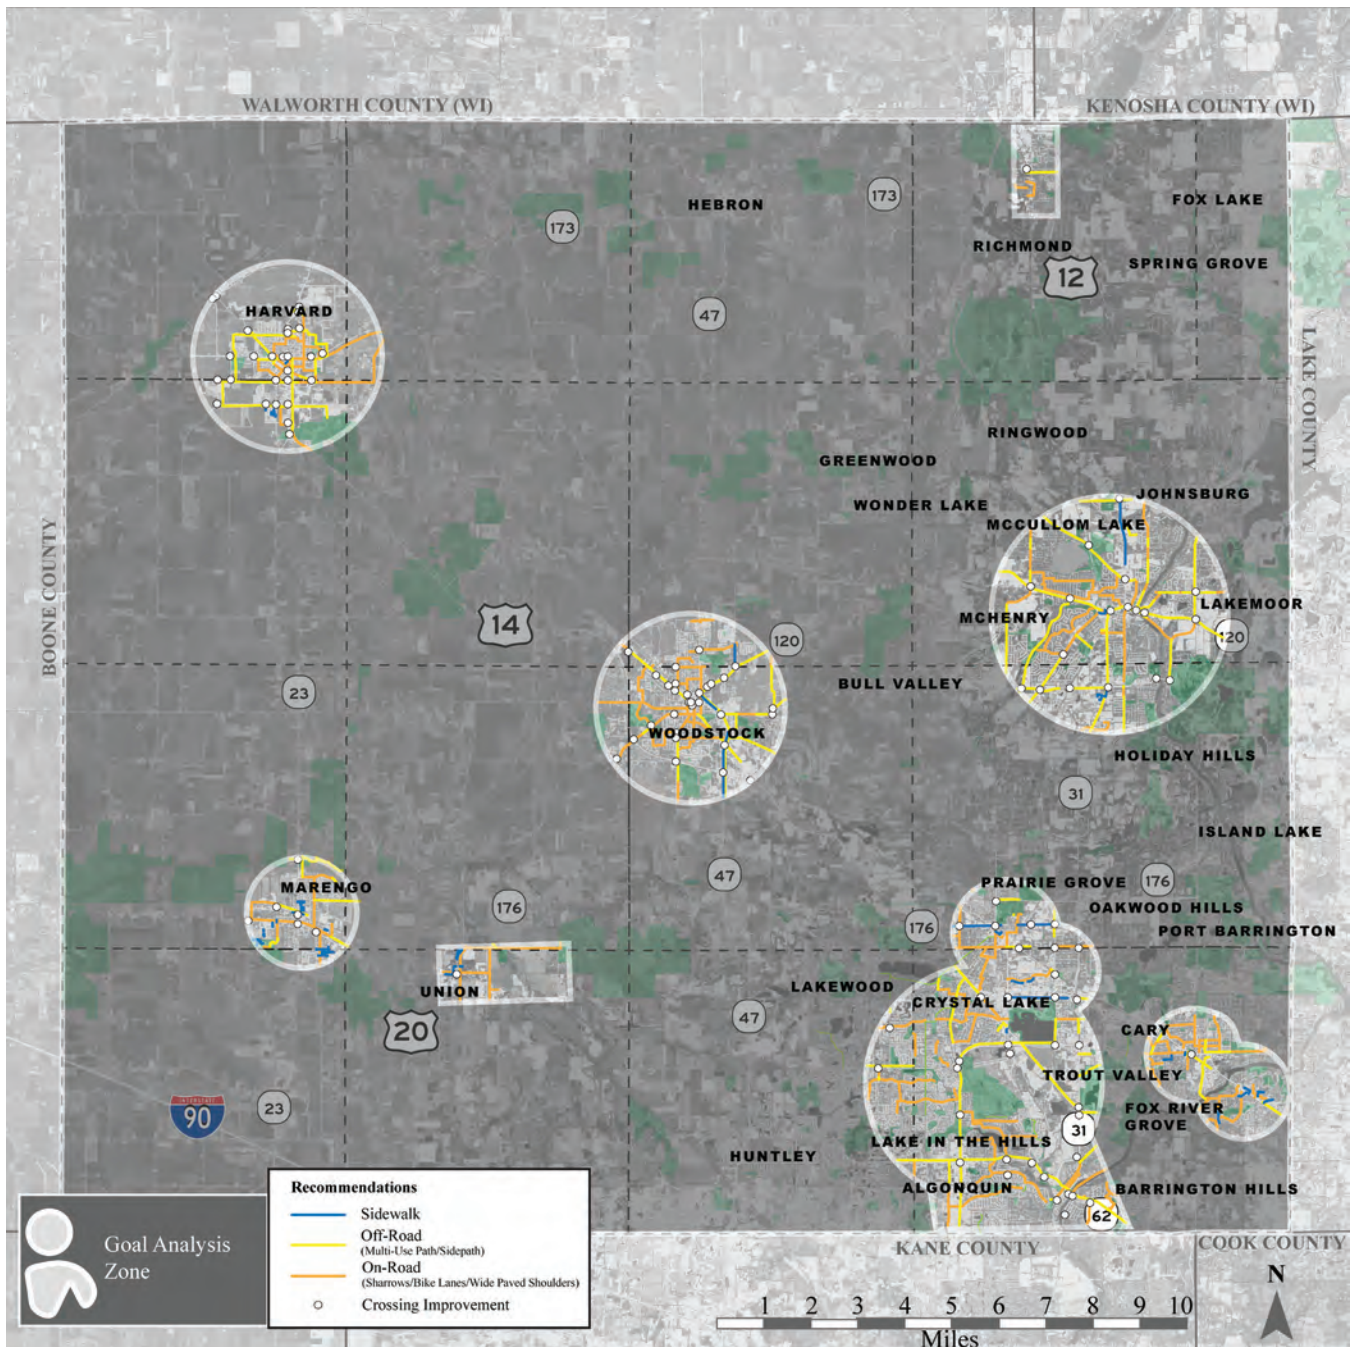 WALWORTH COUNTY (WI)
KENOSHA COUNTY (WI)
HEBRON
173
173
FOX LAKE
RICHMOND
SPRING GROVE
12
HARVARD
47
LAKE COUNTY
RINGWOOD
GREENWOOD
WONDER LAKE
JOHNSBURG
MCCULLOM LAKE
BOONE COUNTY
14
MCHENRY
LAKEMOOR
120
120
23
BULL VALLEY
WOODSTOCK
HOLIDAY HILLS
31
ISLAND LAKE
47
MARENGO
176
PRAIRIE GROVE
176
OAKWOOD HILLS
176
PORT BARRINGTON
UNION
LAKEWOOD
CRYSTAL LAKE
20
47
CARY
TROUT VALLEY
INTERSTATE
90
23
FOX RIVER
GROVE
31
LAKE IN THE HILLS
HUNTLEY
ALGONQUIN
BARRINGTON HILLS
62
Recommendations
Sidewalk
Off-Road
(Multi-Use Path/Sidepath)
On-Road
(Sharrows/Bike Lanes/Wide Paved Shoulders)
Crossing Improvement
Goal Analysis
Zone
KANE COUNTY
COOK COUNTY
N
1 2 3 4 5 6 7 8 9 10
Miles